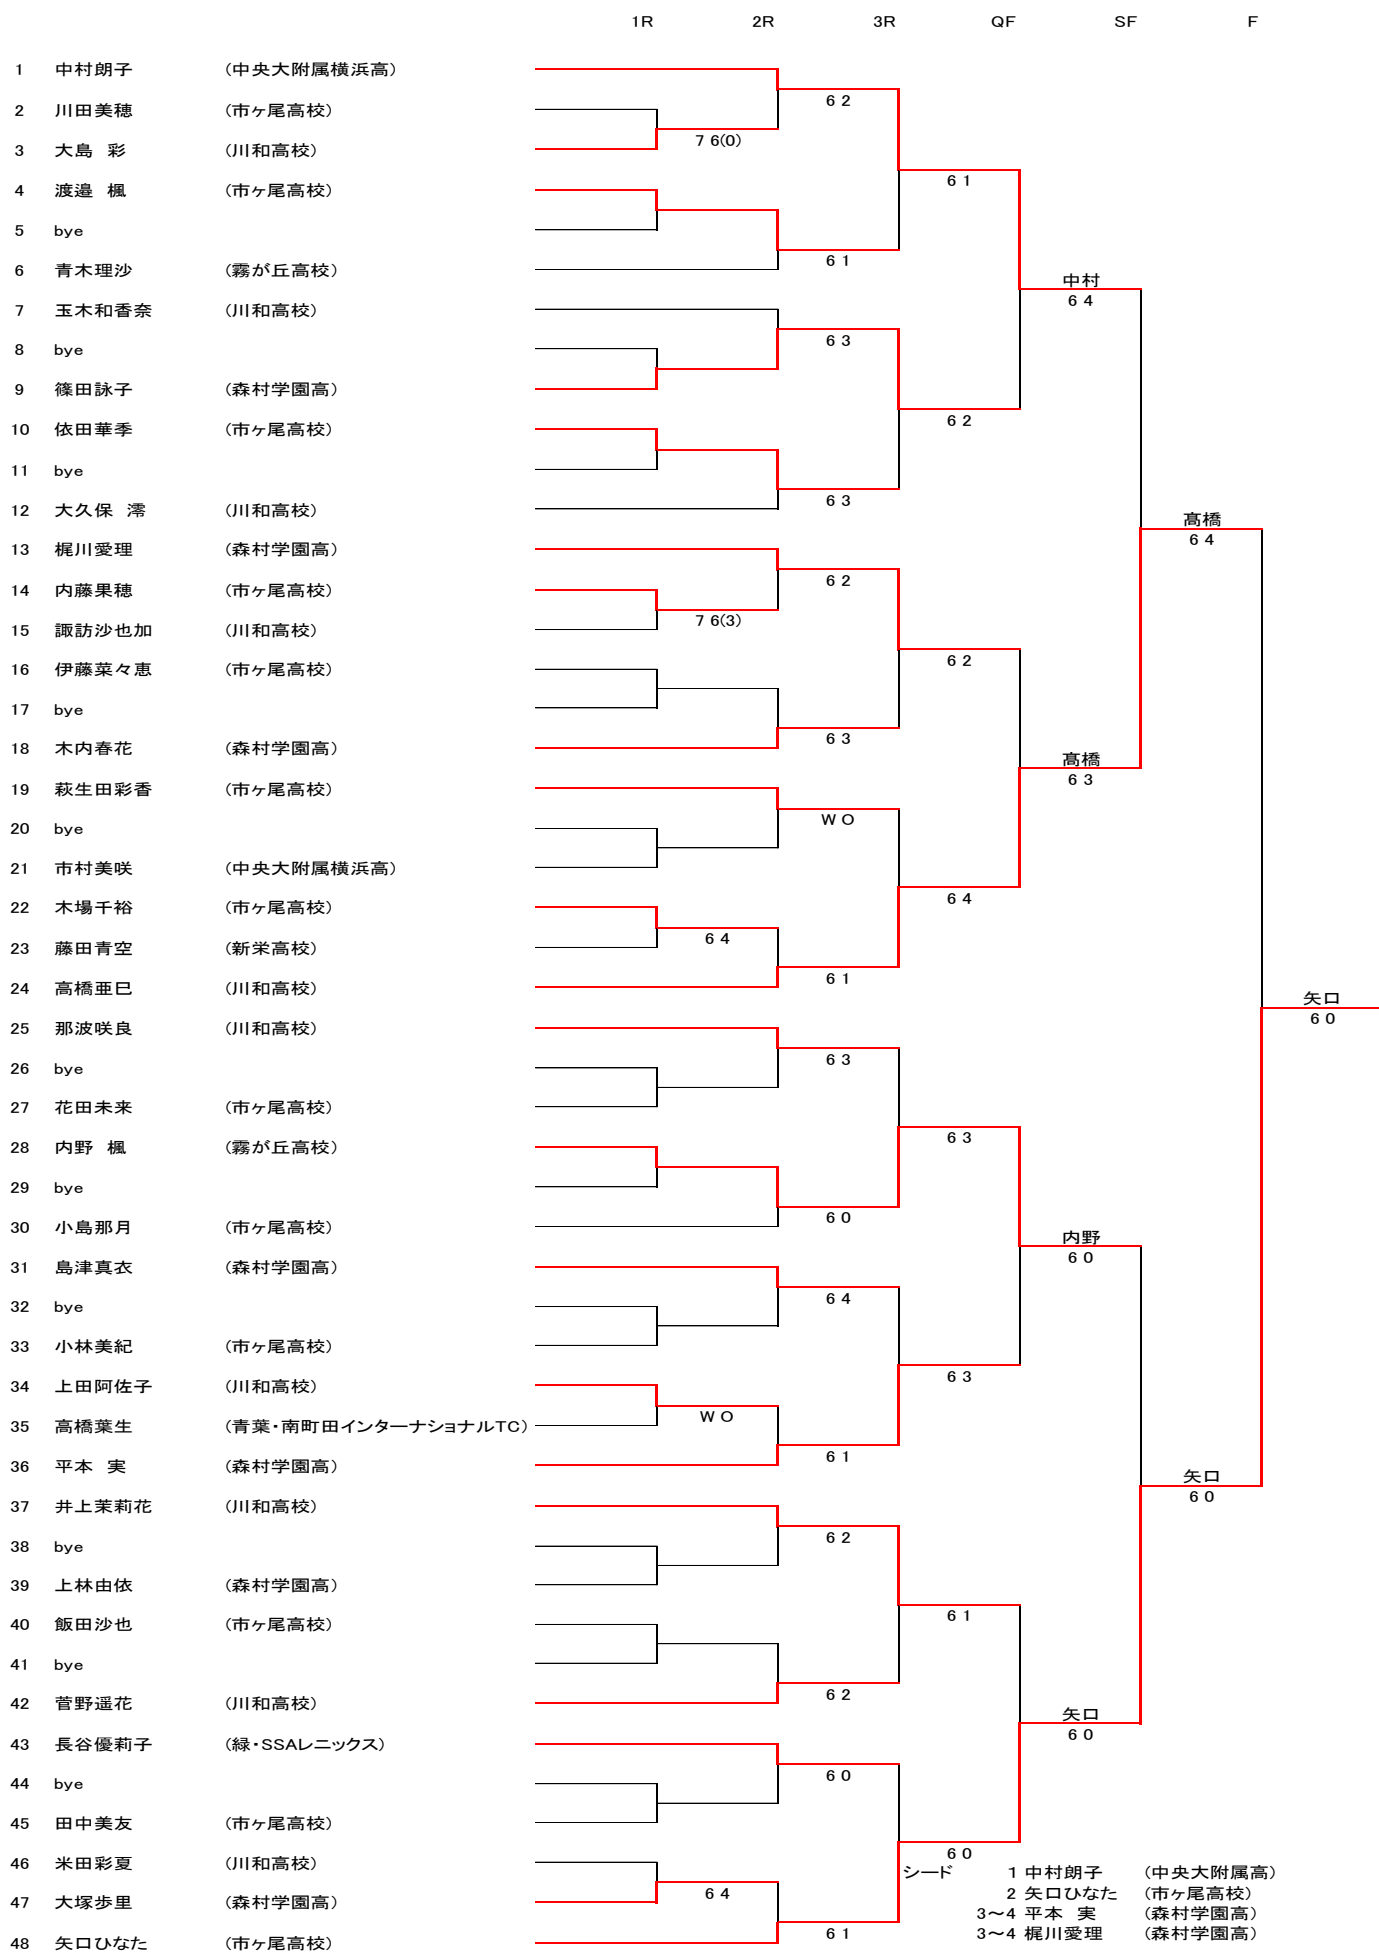 1R 2R 3R QF SF F
1 中村朗子 (中央大附属横浜高)
6 2
2 川田美穂 (市ヶ尾高校)
7 6(0)
3 大島 彩 (川和高校)
6 1
4 渡邉 楓 (市ヶ尾高校)
5 bye
6 1
6 青木理沙 (霧が丘高校)
中村
6 4
7 玉木和香奈 (川和高校)
6 3
8 bye
9 篠田詠子 (森村学園高)
6 2
10 依田華季 (市ヶ尾高校)
11 bye
6 3
12 大久保 澪 (川和高校)
髙橋
6 4
13 梶川愛理 (森村学園高)
6 2
14 内藤果穂 (市ヶ尾高校)
7 6(3)
15 諏訪沙也加 (川和高校)
6 2
16 伊藤菜々恵 (市ヶ尾高校)
17 bye
6 3
18 木内春花 (森村学園高)
髙橋
6 3
19 萩生田彩香 (市ヶ尾高校)
W O
20 bye
21 市村美咲 (中央大附属横浜高)
6 4
22 木場千裕 (市ヶ尾高校)
6 4
23 藤田青空 (新栄高校)
6 1
24 高橋亜巳 (川和高校)
矢口
6 0
25 那波咲良 (川和高校)
6 3
26 bye
27 花田未来 (市ヶ尾高校)
6 3
28 内野 楓 (霧が丘高校)
29 bye
6 0
30 小島那月 (市ヶ尾高校)
内野
6 0
31 島津真衣 (森村学園高)
6 4
32 bye
33 小林美紀 (市ヶ尾高校)
6 3
34 上田阿佐子 (川和高校)
W O
35 高橋葉生 (青葉・南町田インターナショナルTC)
6 1
36 平本 実 (森村学園高)
矢口
6 0
37 井上茉莉花 (川和高校)
6 2
38 bye
39 上林由依 (森村学園高)
6 1
40 飯田沙也 (市ヶ尾高校)
41 bye
6 2
42 菅野遥花 (川和高校)
矢口
6 0
43 長谷優莉子 (緑・SSAレニックス)
6 0
44 bye
45 田中美友 (市ヶ尾高校)
6 0
46 米田彩夏 (川和高校)
6 4
47 大塚歩里 (森村学園高)
6 1
48 矢口ひなた (市ヶ尾高校)
シード 1 中村朗子 (中央大附属高)
2 矢口ひなた (市ヶ尾高校)
3～4 平本 実 (森村学園高)
3～4 梶川愛理 (森村学園高)